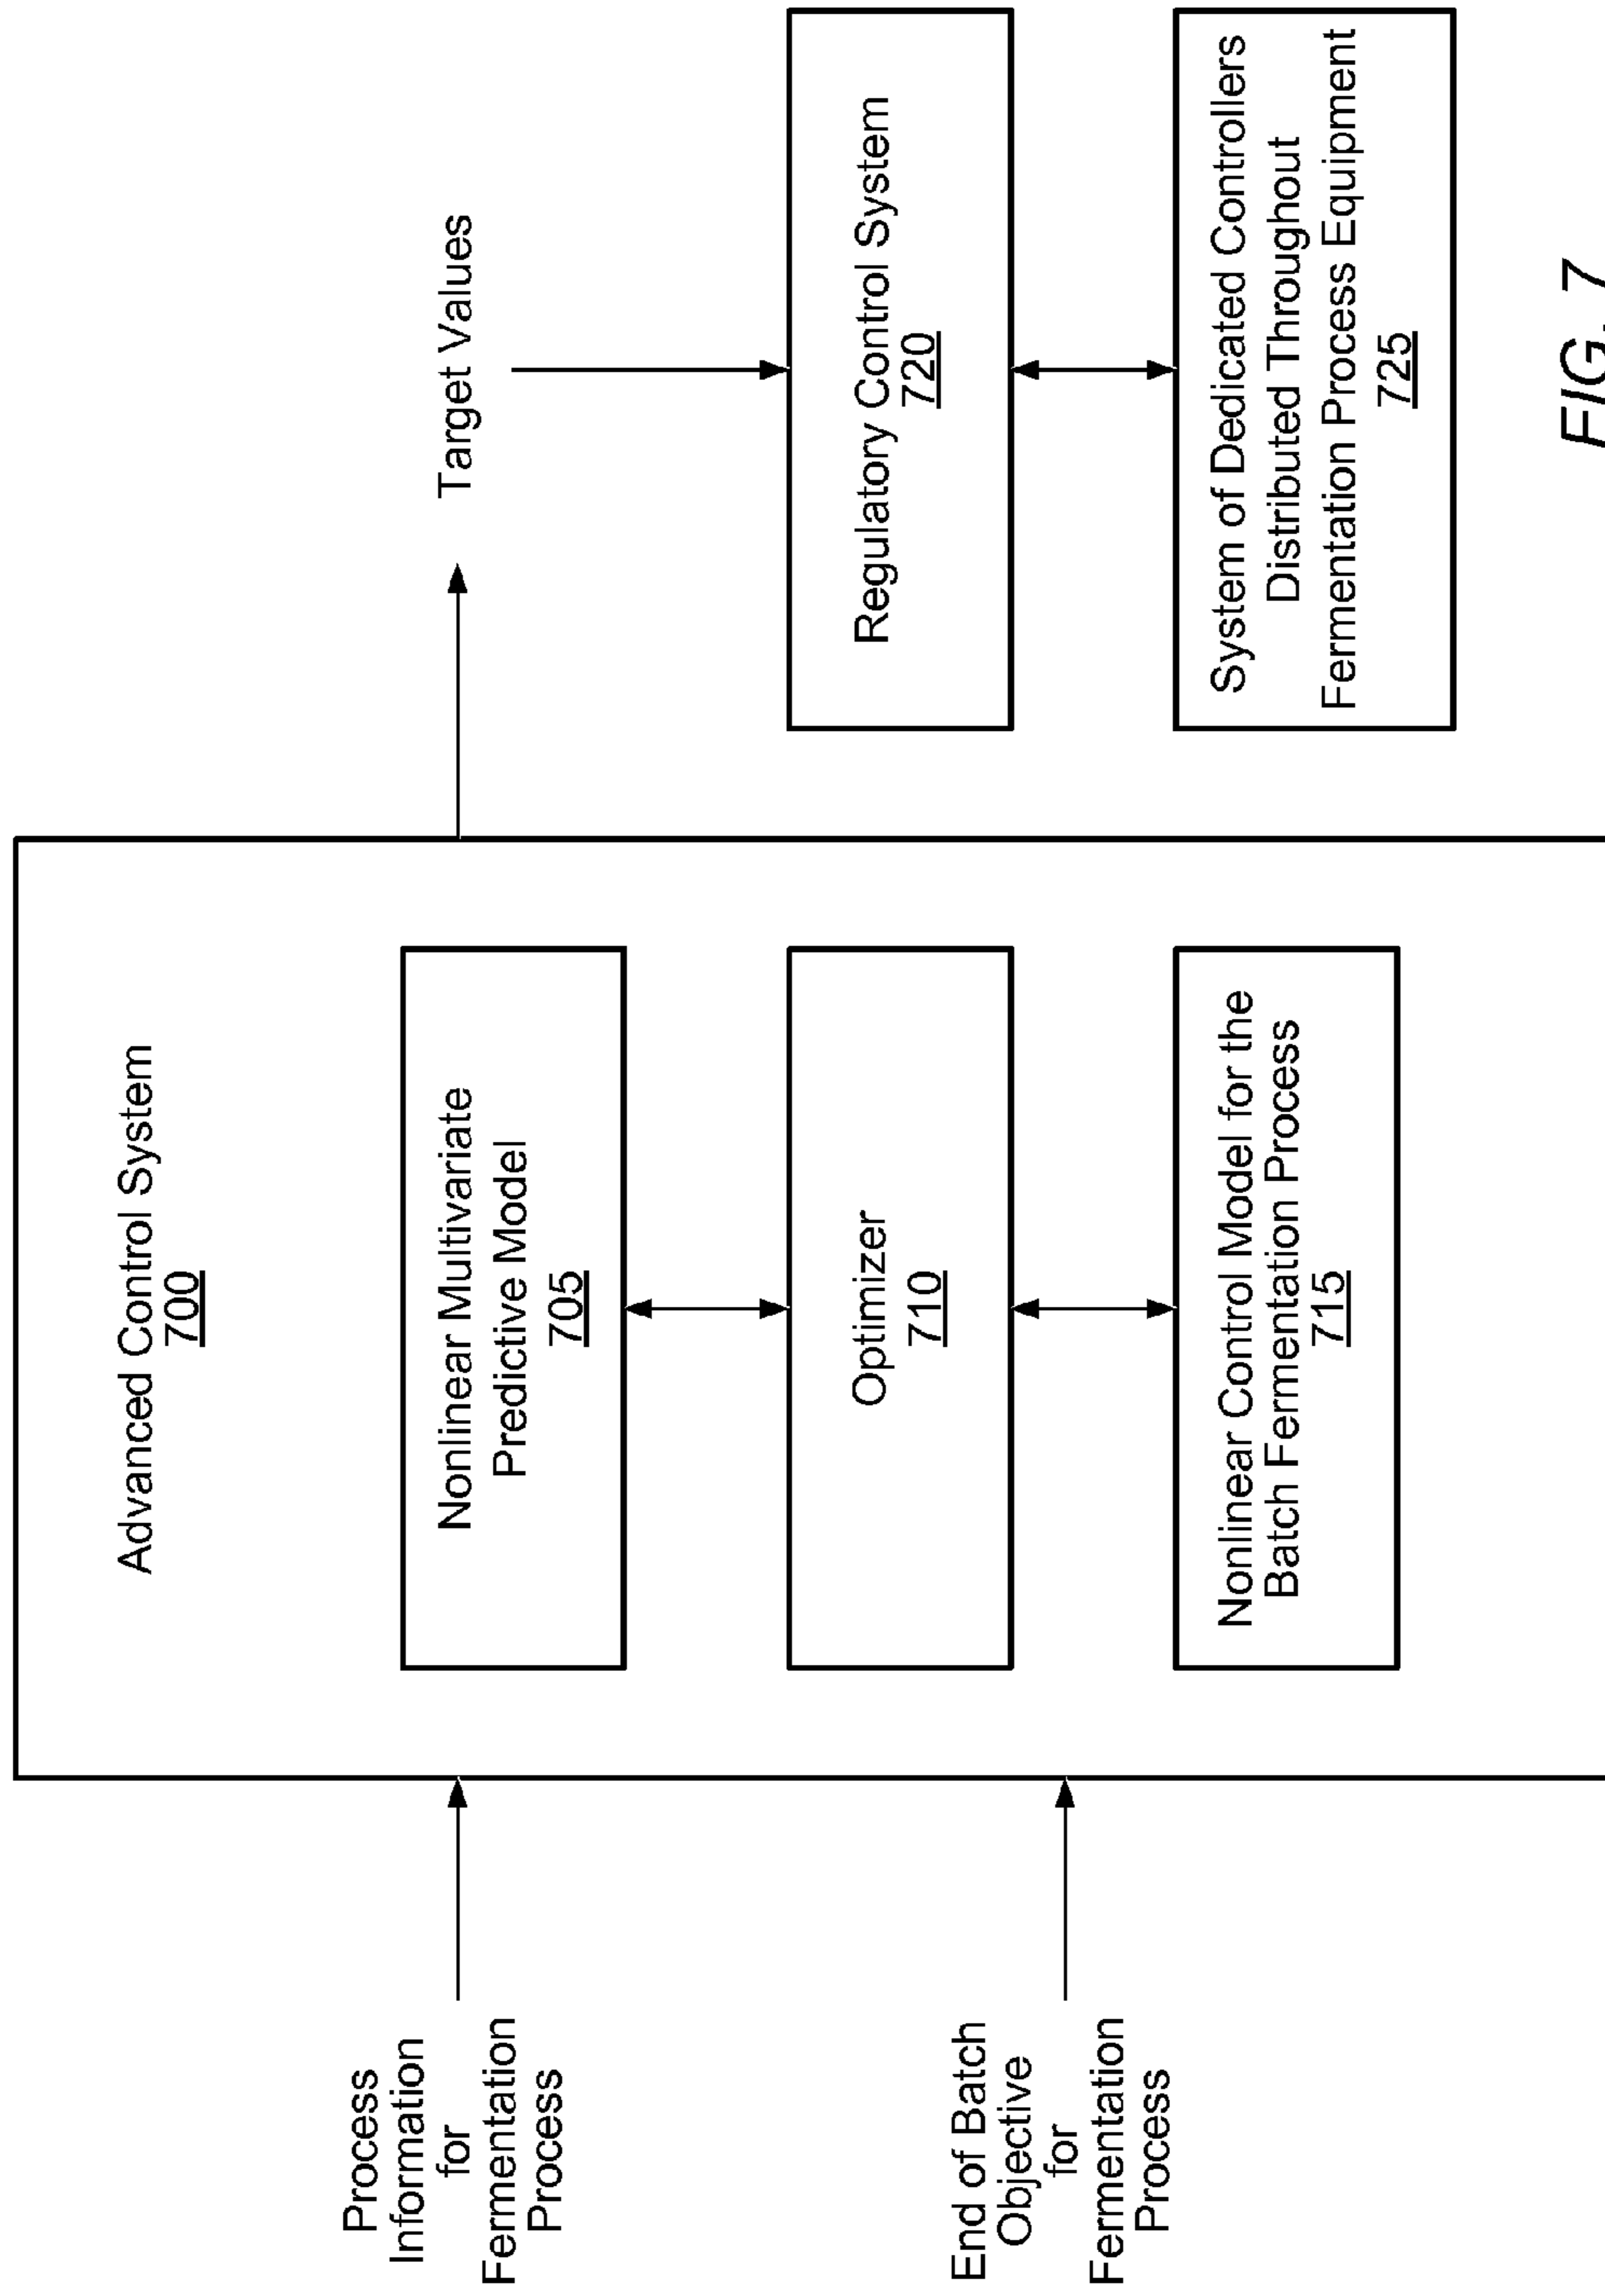 Advanced Control System
700
Process
Information
for
Fermentation
Process
End of Batch
Objective
for
Fermentation
Process
Nonlinear Multivariate
Predictive Model
705
Optimizer
710
Nonlinear Control Model for the
Batch Fermentation Process
715
Target Values
Regulatory Control System
720
System of Dedicated Controllers
Distributed Throughout
Fermentation Process Equipment
725
FIG. 7